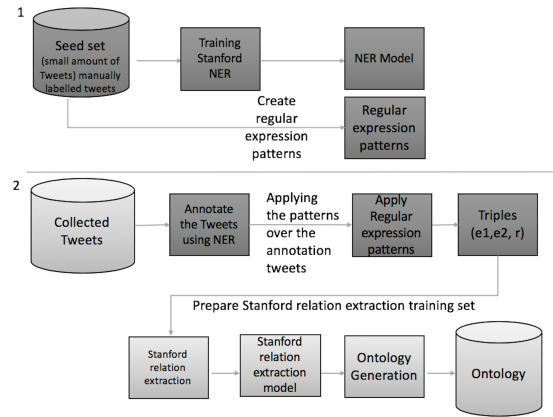 1
Seed set
(small amount of
Tweets) manually
labelled tweets
Training
Stanford
NER
NER Model
Create
regular
expression
patterns
Regular
expression
patterns
2
Collected
Tweets
Annotate
the Tweets
using NER
Applying
the patterns
over the
annotation
tweets
Apply
Regular
expression
patterns
Triples
(e1,e2, r)
Prepare Stanford relation extraction training set
Stanford
relation
extraction
Stanford
relation
extraction
model
Ontology
Generation
Ontology